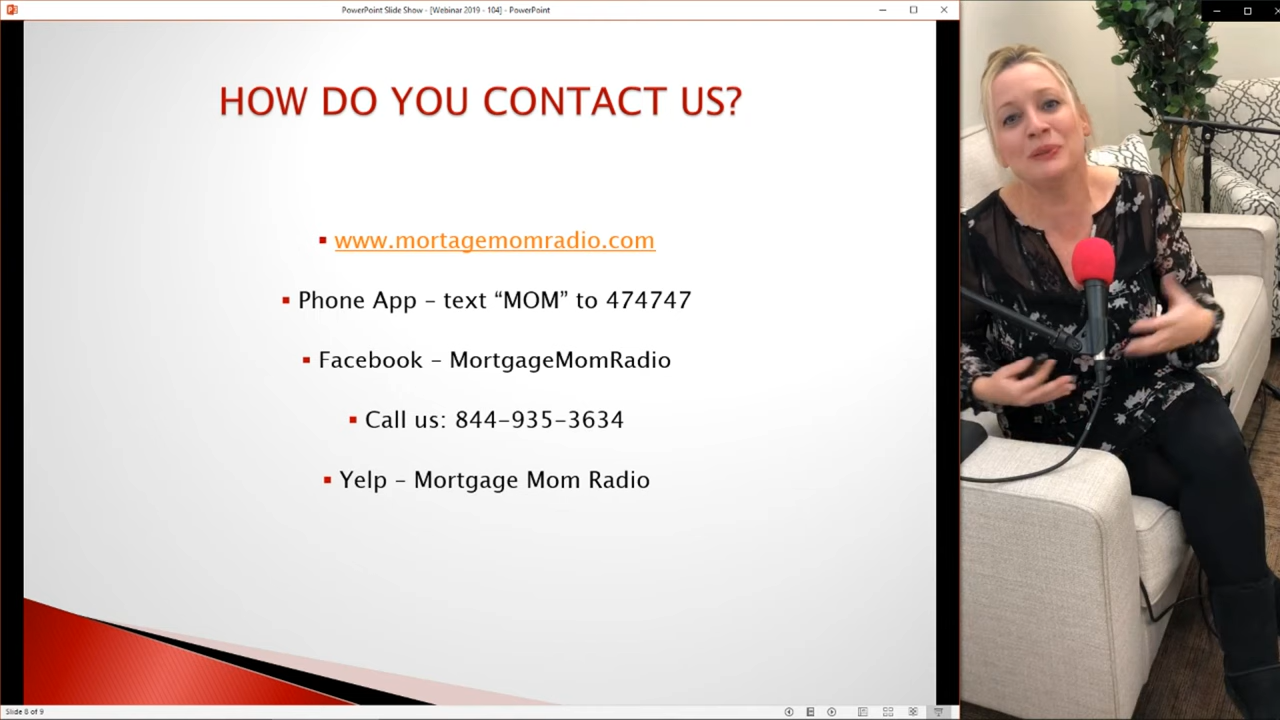 PowerPoint Slide Show - [Webinar 2019 - 104] - PowerPoint
HOW DO YOU CONTACT US?
▪ www.mortagemomradio.com
▪ Phone App – text “MOM” to 474747
▪ Facebook – MortgageMomRadio
▪ Call us: 844-935-3634
▪ Yelp – Mortgage Mom Radio
Slide 8 of 9